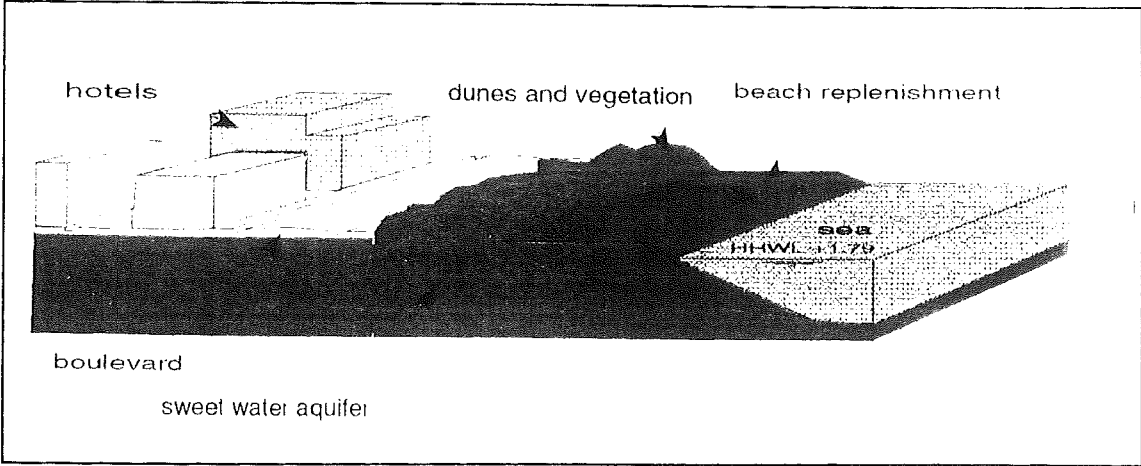 hotels
dunes and vegetation
beach replenishment
sea
HHWL +1.79
boulevard
sweet water aquifer